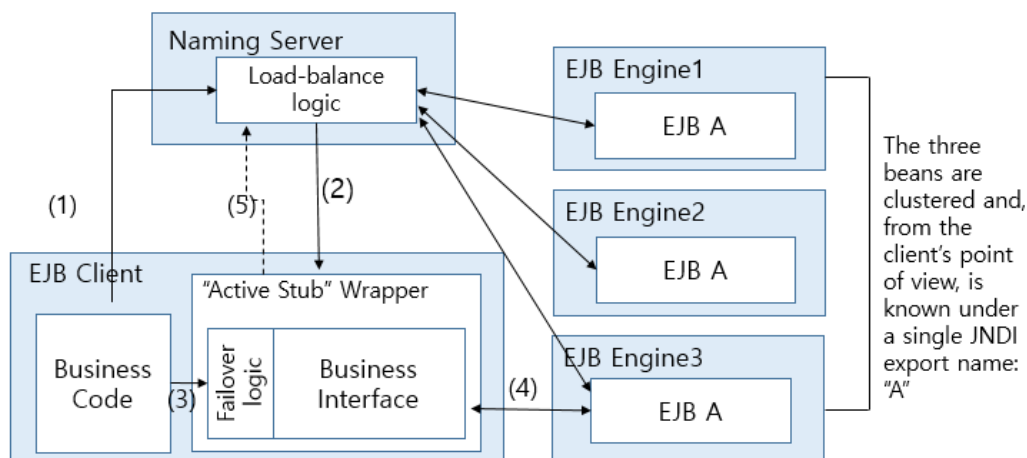 Naming Server
Load-balance
logic
(1)
(5)
(2)
EJB Client
"Active Stub" Wrapper
Business
Code
(3)
Failover
logic
Business
Interface
(4)
EJB Engine1
EJB A
EJB Engine2
EJB A
EJB Engine3
EJB A
The three
beans are
clustered and,
from the
client's point
of view, is
known under
a single JNDI
export name:
"A"